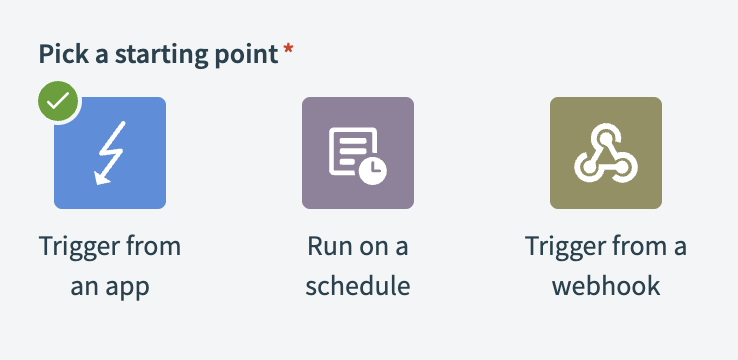 Pick a starting point *
Trigger from
an app
Run on a
schedule
Trigger from a
webhook